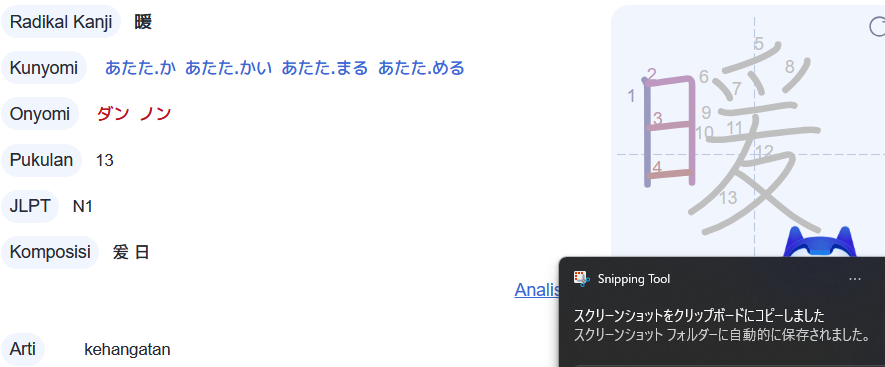 Radikal Kanji 暖
Kunyomi あたた.か あたた.かい あたた.まる あたた.める
Onyomi ダン ノン
Pukulan 13
JLPT N1
Komposisi 爰 日
Analis
Arti kehangatan
1
2
3
4
5
6
7
8
9
10
11
12
13
Snipping Tool
スクリーンショットをクリップボードにコピーしました
スクリーンショット フォルダーに自動的に保存されました。